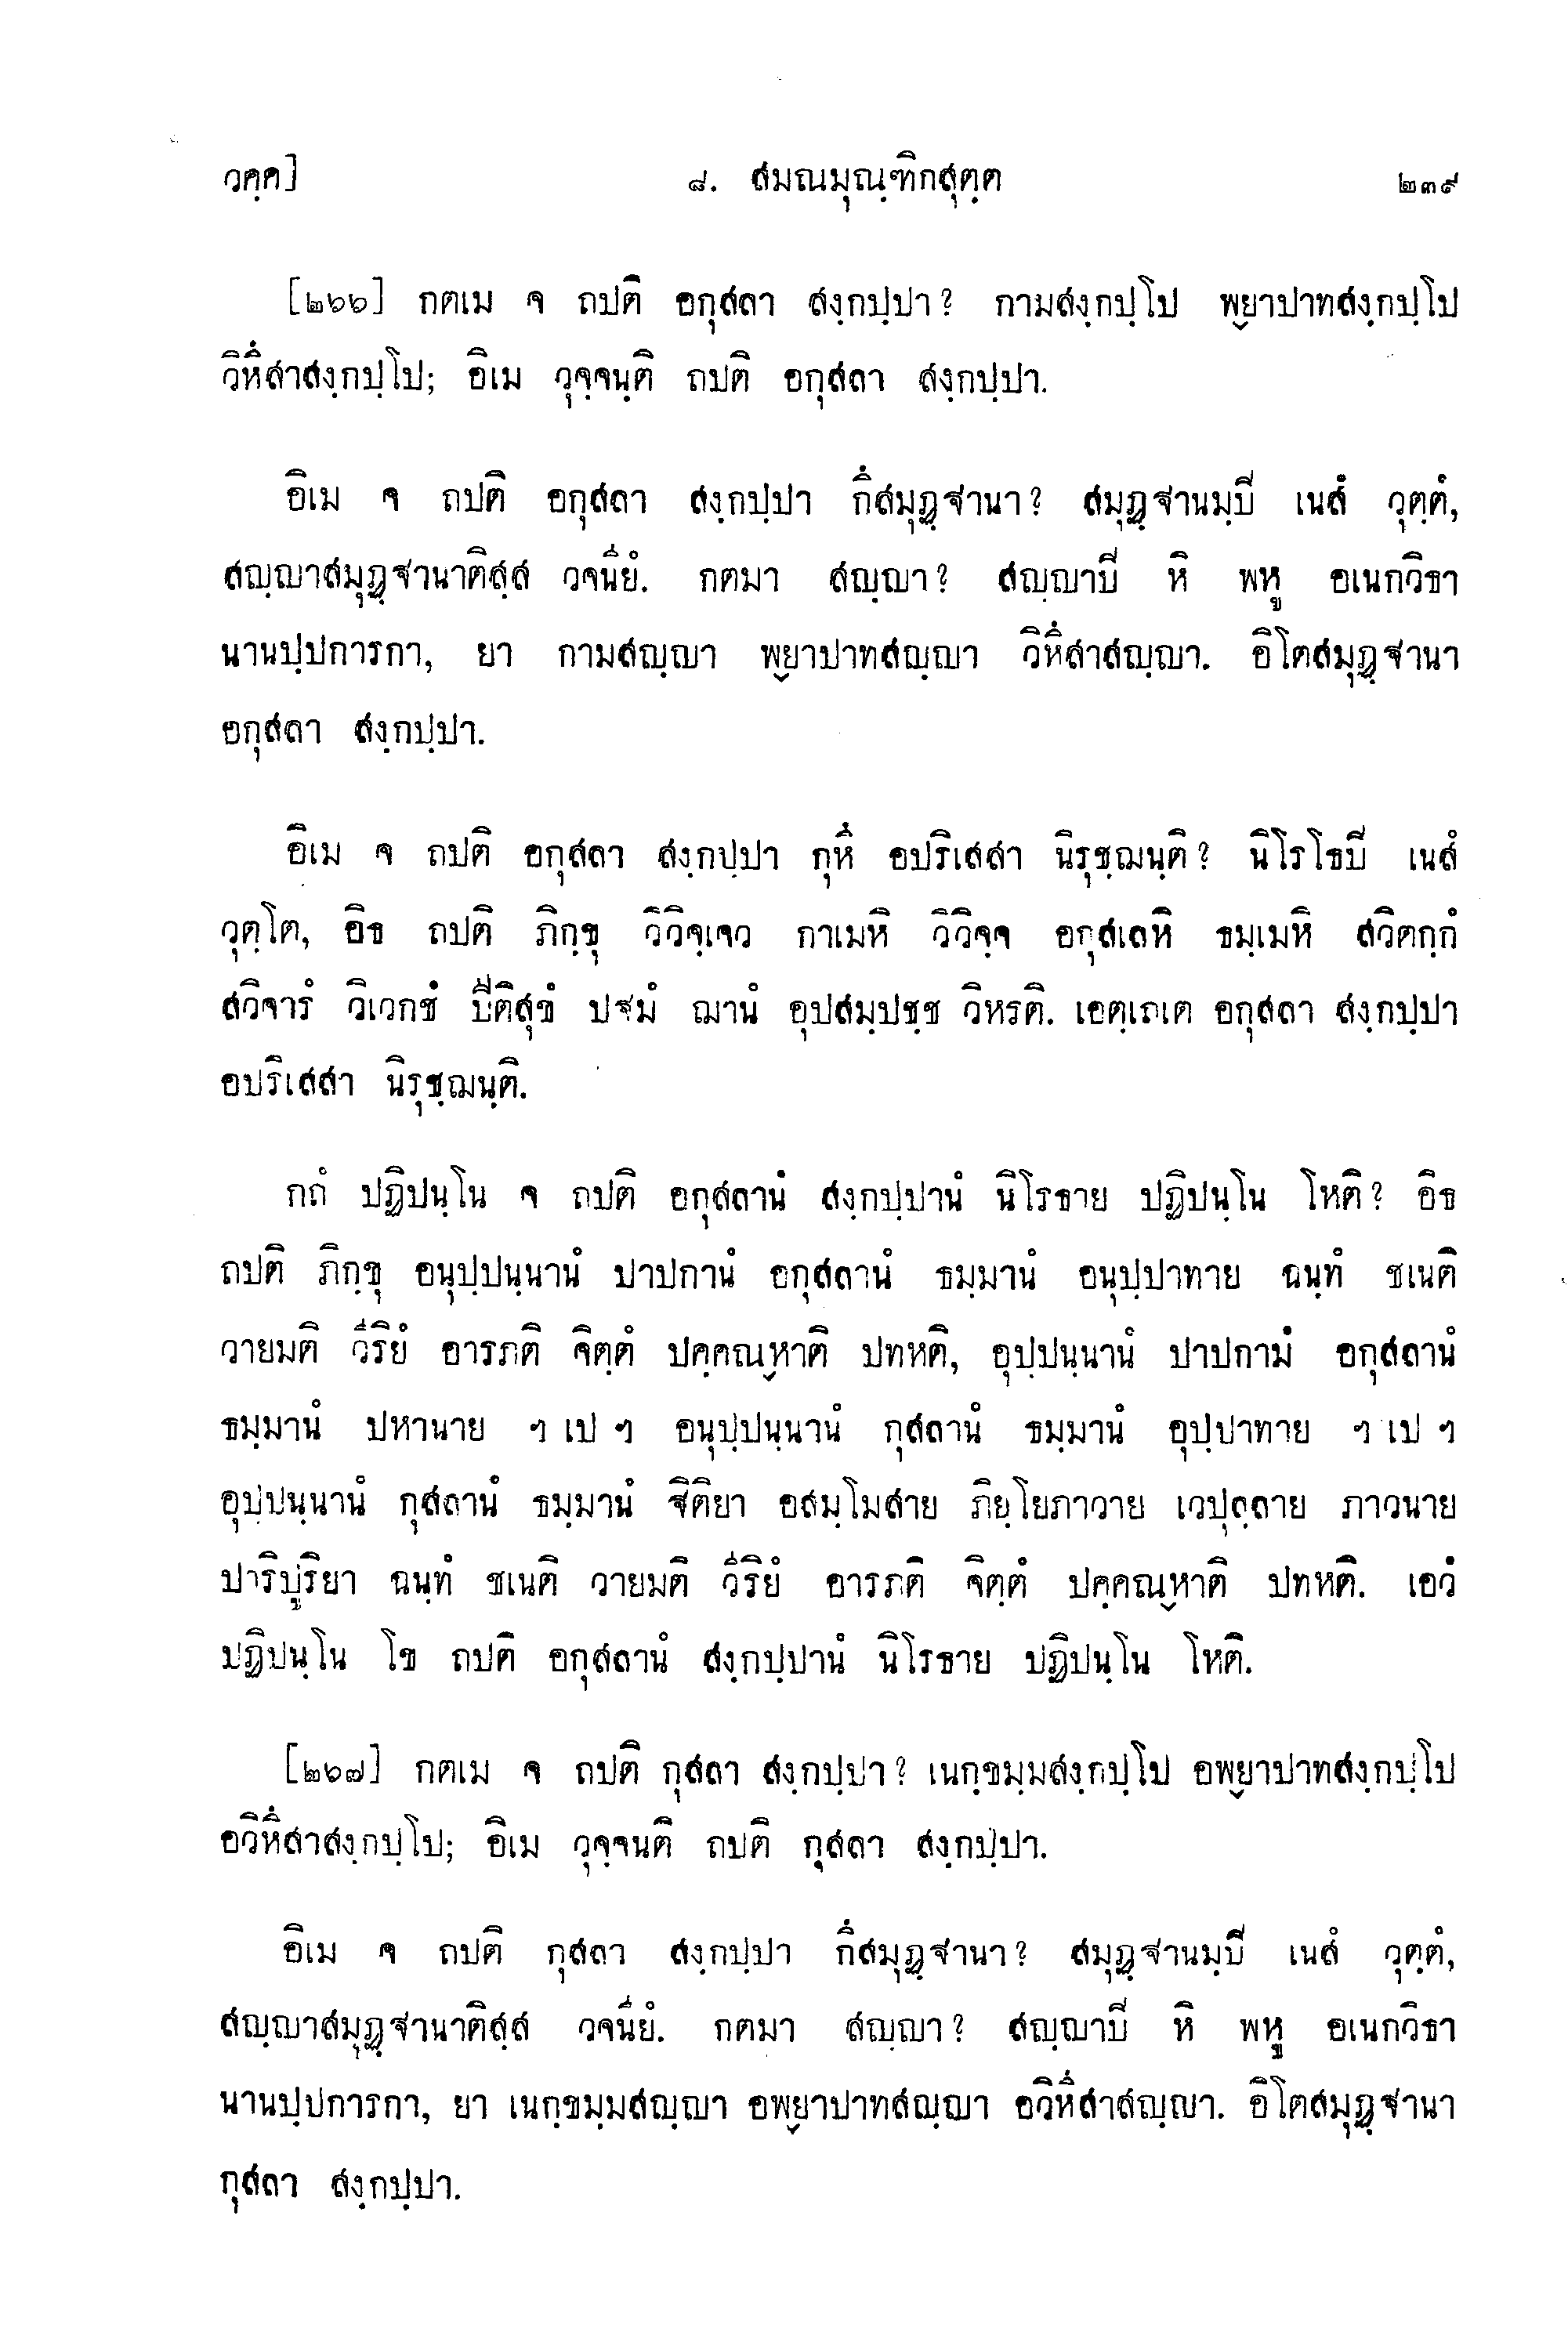 วคฺค] ๘. สมณมุณฺฑิกสุตฺต ๒๓๙
[๒๖๖] กตเม จ ถปติ อกุสลา สงฺกปฺปา? กามสงฺกปฺโป พฺยาปาทสงฺกปฺโป
วิหึสาสงฺกปฺโป; อิเม วุจฺจนฺติ ถปติ อกุสลา สงฺกปฺปา.
อิเม จ ถปติ อกุสลา สงฺกปฺปา กึสมุฏฺฐานา? สมุฏฺฐานมฺปิ เนสํ วุตฺตํ,
สญฺญาสมุฏฺฐานาติสฺส วจนียํ. กตมา สญฺญา? สญฺญาปิ หิ พหู อเนกวิธา
นานปฺปการกา, ยา กามสญฺญา พฺยาปาทสญฺญา วิหึสาสญฺญา. อิโตสมุฏฺฐานา
อกุสลา สงฺกปฺปา.
อิเม จ ถปติ อกุสลา สงฺกปฺปา กุหึ อปริเสสา นิรุชฺฌนฺติ? นิโรโธปิ เนสํ
วุตฺโต, อิธ ถปติ ภิกฺขุ วิวิจฺเจว กาเมหิ วิวิจฺจ อกุสเลหิ ธมฺเมหิ สวิตกฺกํ
สวิจารํ วิเวกชํ ปีติสุขํ ปฐมํ ฌานํ อุปสมฺปชฺช วิหรติ. เอตฺเถเต อกุสลา สงฺกปฺปา
อปริเสสา นิรุชฺฌนฺติ.
กถํ ปฏิปนฺโน จ ถปติ อกุสลานํ สงฺกปฺปานํ นิโรธาย ปฏิปนฺโน โหติ? อิธ
ถปติ ภิกฺขุ อนุปฺปนฺนานํ ปาปกานํ อกุสลานํ ธมฺมานํ อนุปฺปาทาย ฉนฺทํ ชเนติ
วายมติ วีริยํ อารภติ จิตฺตํ ปคฺคณฺหาติ ปทหติ, อุปฺปนฺนานํ ปาปกามํ อกุสลานํ
ธมฺมานํ ปหานาย ฯ เป ฯ อนุปฺปนฺนานํ กุสลานํ ธมฺมานํ อุปฺปาทาย ฯ เป ฯ
อุปฺปนฺนานํ กุสลานํ ธมฺมานํ ฐิติยา อสมฺโมสาย ภิยฺโยภาวาย เวปุลฺลาย ภาวนาย
ปาริปูริยา ฉนฺทํ ชเนติ วายมติ วีริยํ อารภติ จิตฺตํ ปคฺคณฺหาติ ปทหติ. เอวํ
ปฏิปนฺโน โข ถปติ อกุสลานํ สงฺกปฺปานํ นิโรธาย ปฏิปนฺโน โหติ.
[๒๖๗] กตเม จ ถปติ กุสลา สงฺกปฺปา? เนกฺขมฺมสงฺกปฺโป อพฺยาปาทสงฺกปฺโป
อวิหึสาสงฺกปฺโป; อิเม วุจฺจนติ ถปติ กุสลา สงฺกปฺปา.
อิเม จ ถปติ กุสลา สงฺกปฺปา กึสมุฏฺฐานา? สมุฏฺฐานมฺปิ เนสํ วุตฺตํ,
สญฺญาสมุฏฺฐานาติสฺส วจนียํ. กตมา สญฺญา? สญฺญาปิ หิ พหู อเนกวิธา
นานปฺปการกา, ยา เนกฺขมฺมสญฺญา อพฺยาปาทสญฺญา อวิหึสาสญฺญา. อิโตสมุฏฺฐานา
กุสลา สงฺกปฺปา.